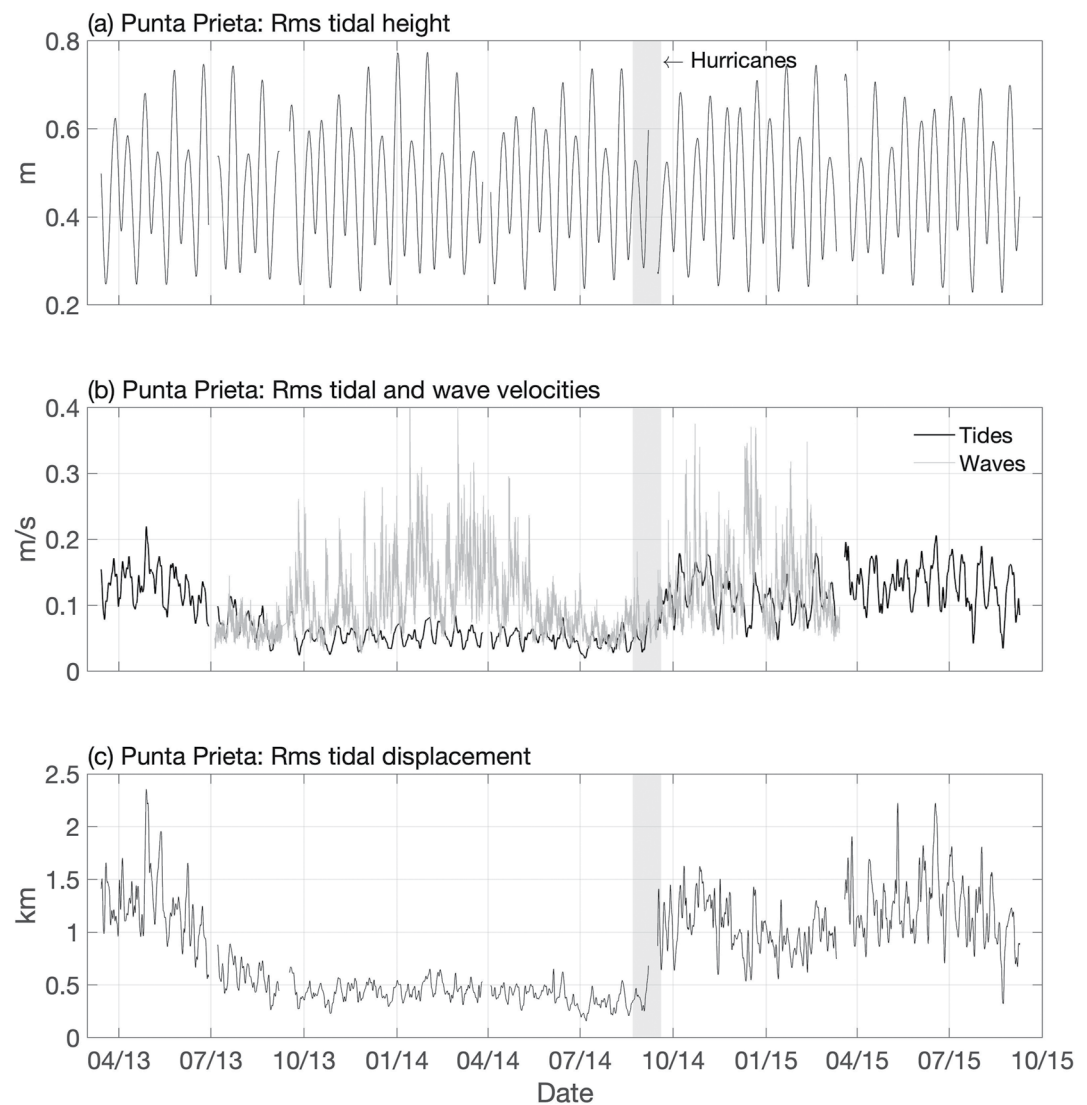 (a) Punta Prieta: Rms tidal height
0.8
← Hurricanes
0.6
m
0.4
0.2
(b) Punta Prieta: Rms tidal and wave velocities
0.4
Tides
Waves
0.3
m/s
0.2
0.1
0
(c) Punta Prieta: Rms tidal displacement
2.5
2
1.5
km
1
0.5
0
04/13 07/13 10/13 01/14 04/14 07/14 10/14 01/15 04/15 07/15 10/15
Date